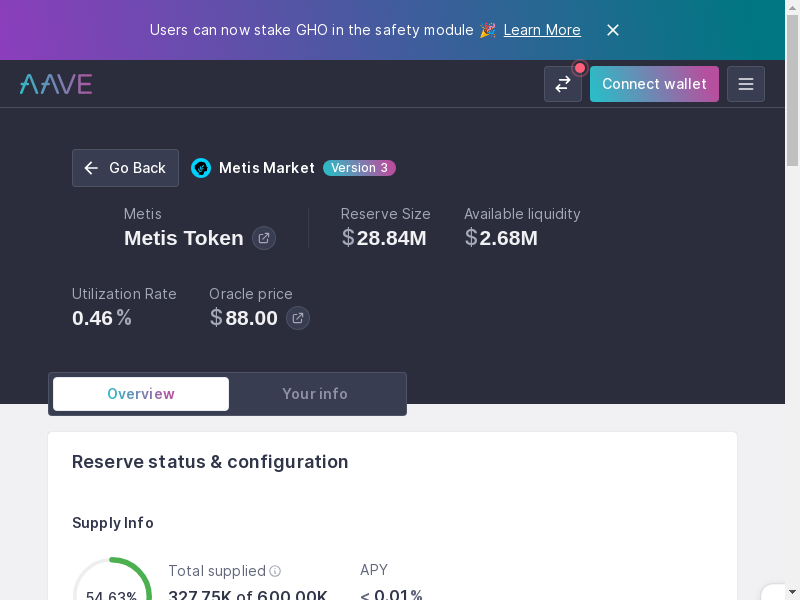 Users can now stake GHO in the safety module 🎉 Learn More
AAVE
Connect wallet
Go Back
Metis Market
Version 3
Metis
Metis Token
Reserve Size
$28.84M
Available liquidity
$2.68M
Utilization Rate
0.46%
Oracle price
$88.00
Overview
Your info
Reserve status & configuration
Supply Info
54.63%
Total supplied
327.75K of 600.00K
APY
< 0.01%